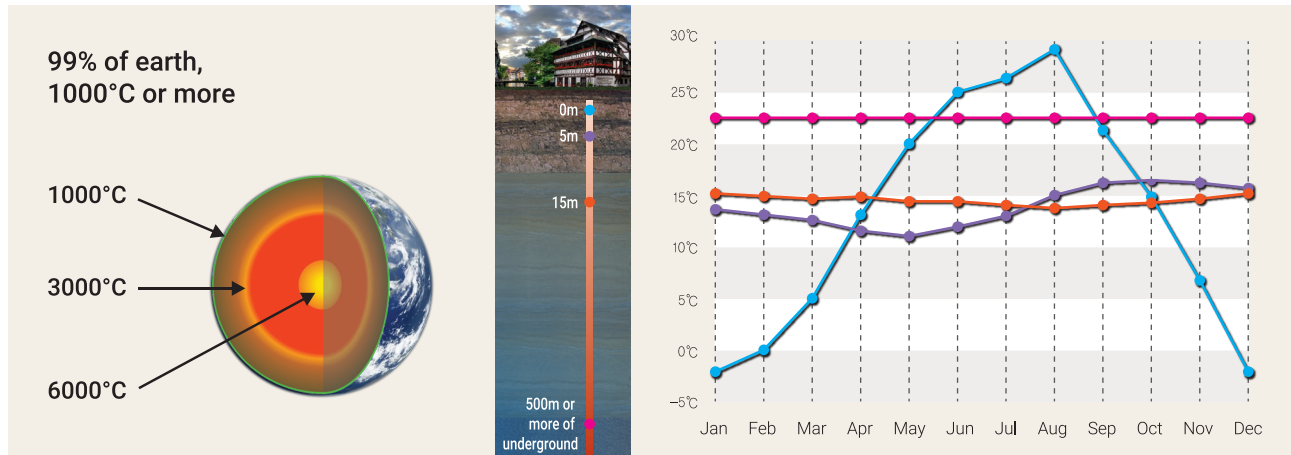 99% of earth,
1000°C or more
1000°C
3000°C
6000°C
0m
5m
15m
500m or
more of
underground
30℃
25℃
20℃
15℃
10℃
5℃
0℃
–5℃
Jan Feb Mar Apr May Jun Jul Aug Sep Oct Nov Dec